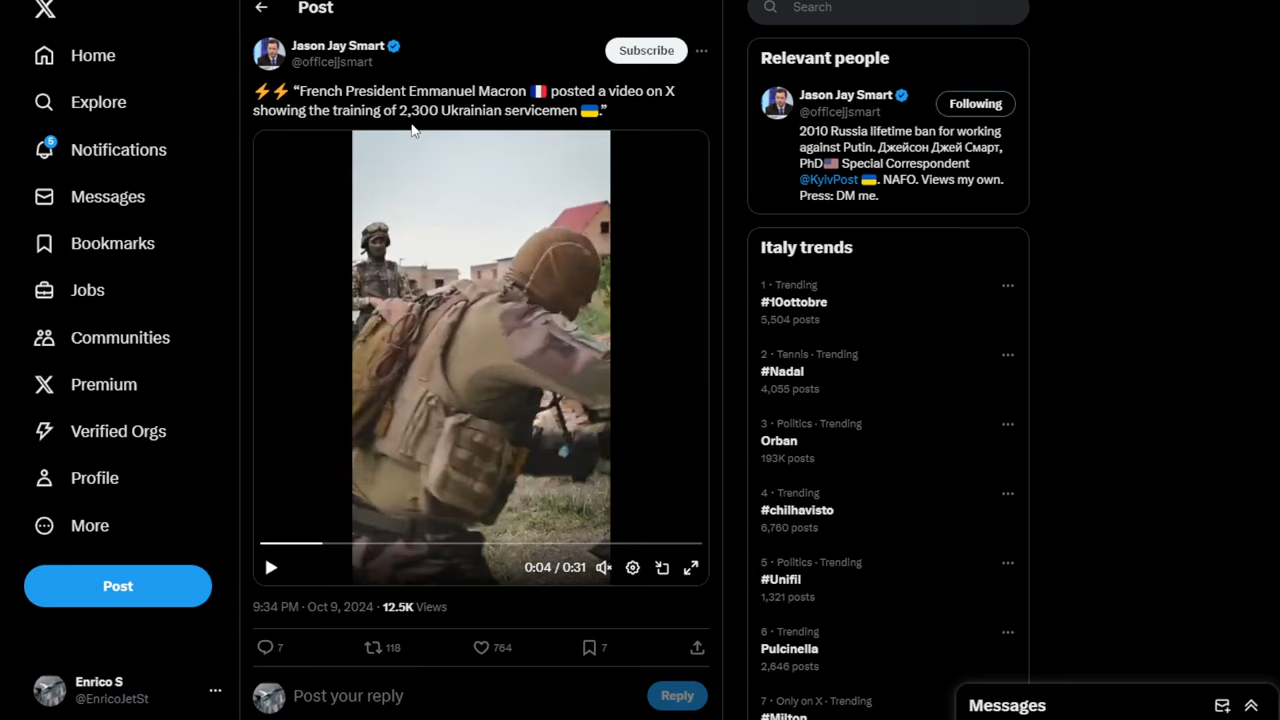 Home
Explore
5
Notifications
Messages
Bookmarks
Jobs
Communities
Premium
Verified Orgs
Profile
More
Post
Enrico S
@EnricoJetSt
Post
Jason Jay Smart
@officejjsmart
Subscribe
⚡⚡ “French President Emmanuel Macron 🇫🇷 posted a video on X
showing the training of 2,300 Ukrainian servicemen 🇺🇦.”
0:04 / 0:31
9:34 PM · Oct 9, 2024 · 12.5K Views
7
118
764
7
Post your reply
Reply
Search
Relevant people
Jason Jay Smart
@officejjsmart
Following
2010 Russia lifetime ban for working
against Putin. Джейсон Джей Смарт,
PhD🇺🇸 Special Correspondent
@KyivPost 🇺🇦. NAFO. Views my own.
Press: DM me.
Italy trends
1 · Trending
#10ottobre
5,504 posts
2 · Tennis · Trending
#Nadal
4,055 posts
3 · Politics · Trending
Orban
193K posts
4 · Trending
#chilhavisto
6,760 posts
5 · Politics · Trending
#Unifil
1,321 posts
6 · Trending
Pulcinella
2,646 posts
7 · Only on X · Trending
#Milton
Messages